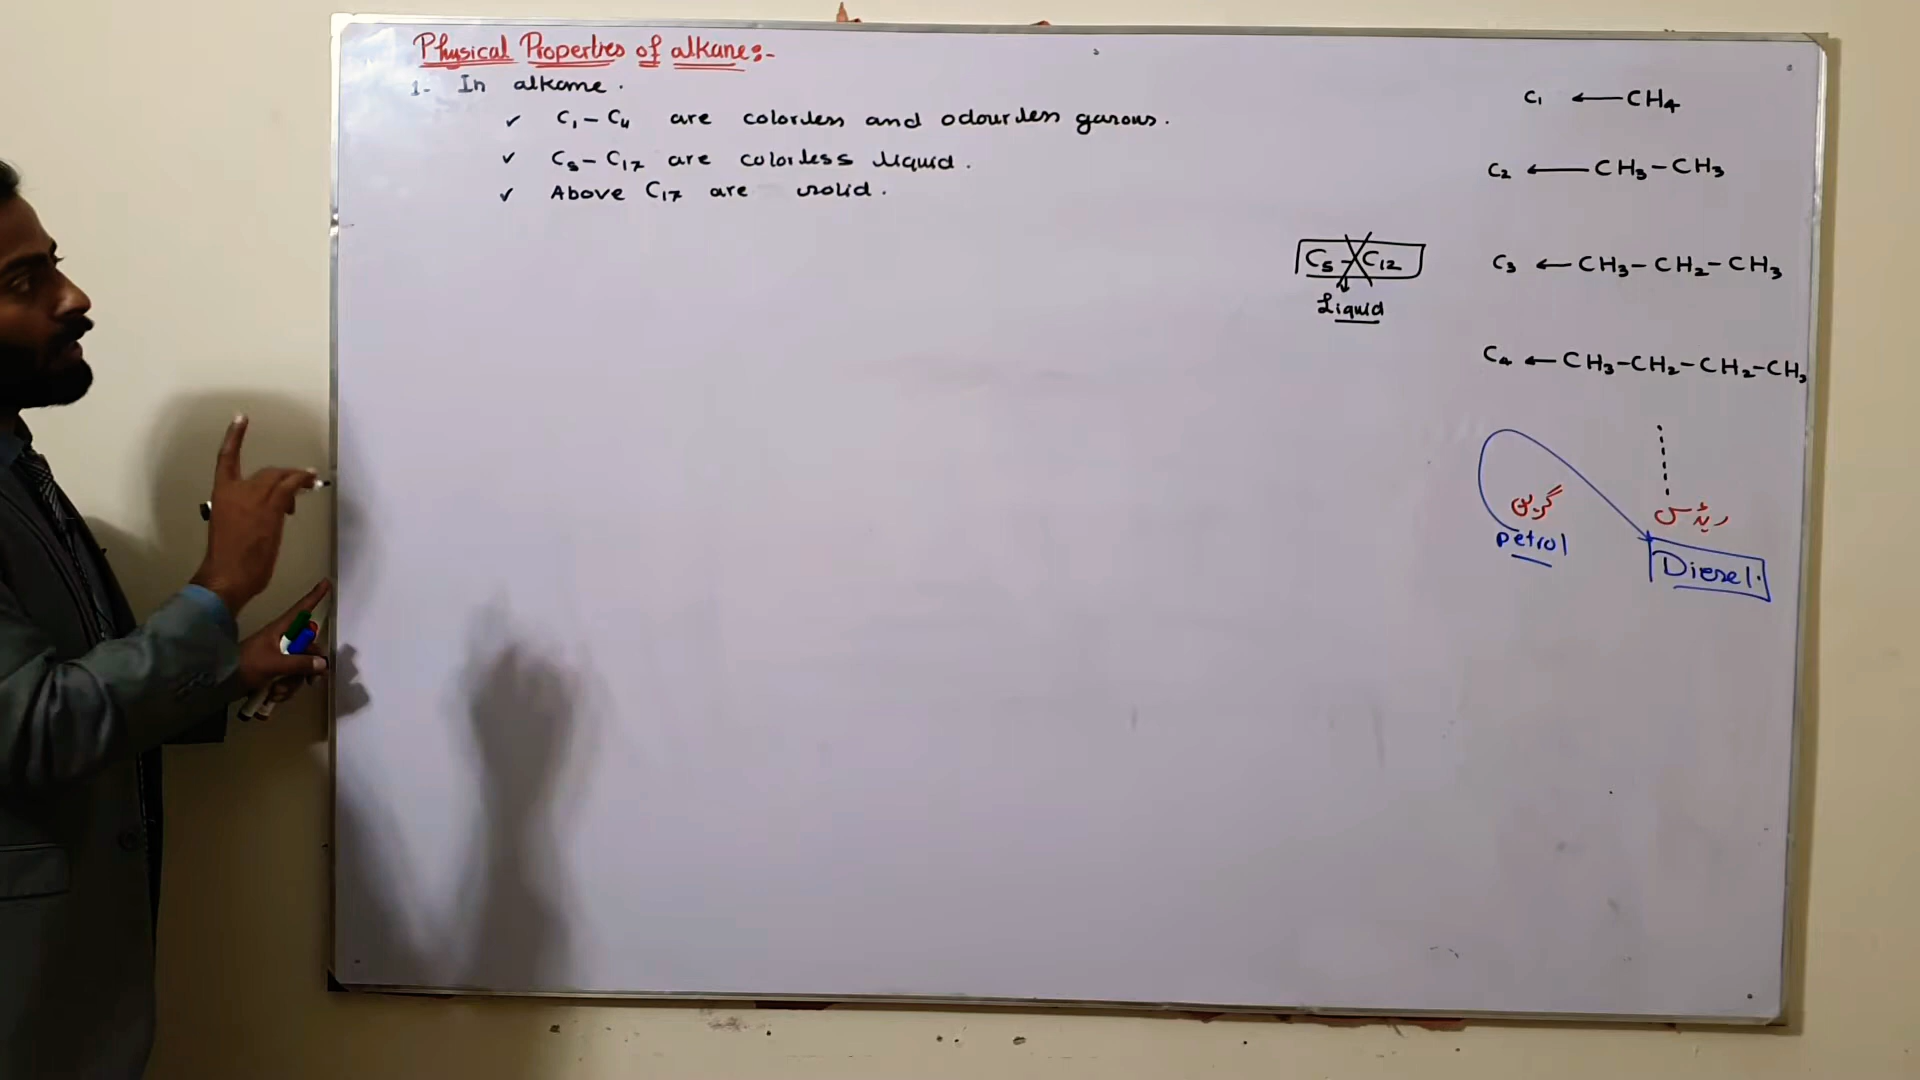 Physical Properties of alkane:-
1- In alkane.
✓ C₁ - C₄ are colorless and odourless gasous.
✓ C₅ - C₁₇ are colorless liquid.
✓ Above C₁₇ are solid.
C₁ ← CH₄
C₂ ← CH₃-CH₃
C₅ - C₁₂
Liquid
C₃ ← CH₃-CH₂-CH₃
C₄ ← CH₃-CH₂-CH₂-CH₃
petrol
Diesel.